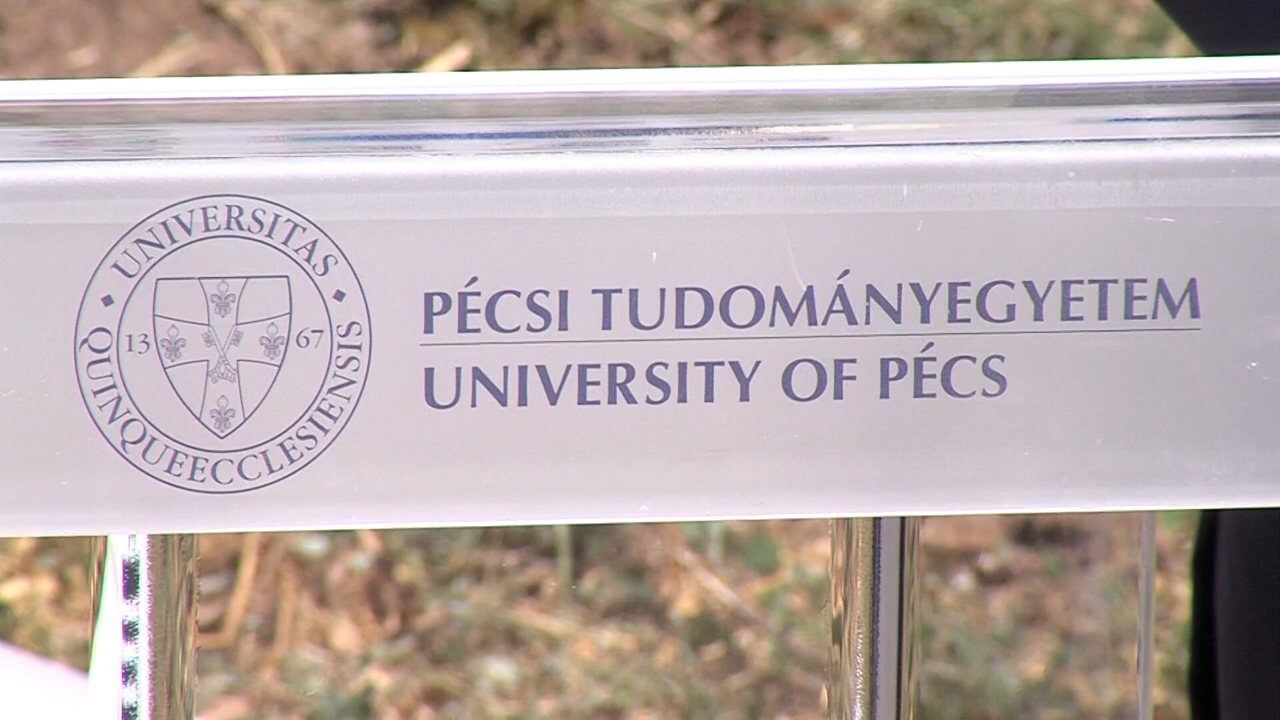 UNIVERSITAS
13 67
QUINQUEECCLESIENSIS
PÉCSI TUDOMÁNYEGYETEM
UNIVERSITY OF PÉCS